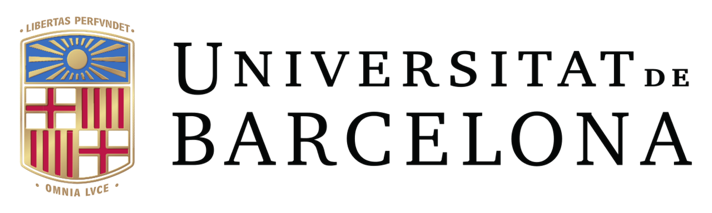 · LIBERTAS PERFVNDET ·
UNIVERSITAT DE
BARCELONA
· OMNIA LVCE ·